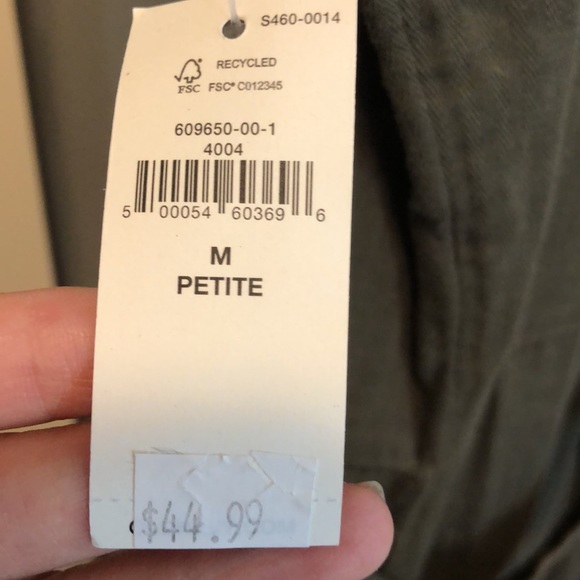 S460-0014
RECYCLED
FSC
FSC® C012345
609650-00-1
4004
5 00054 60369 6
M
PETITE
$44.99